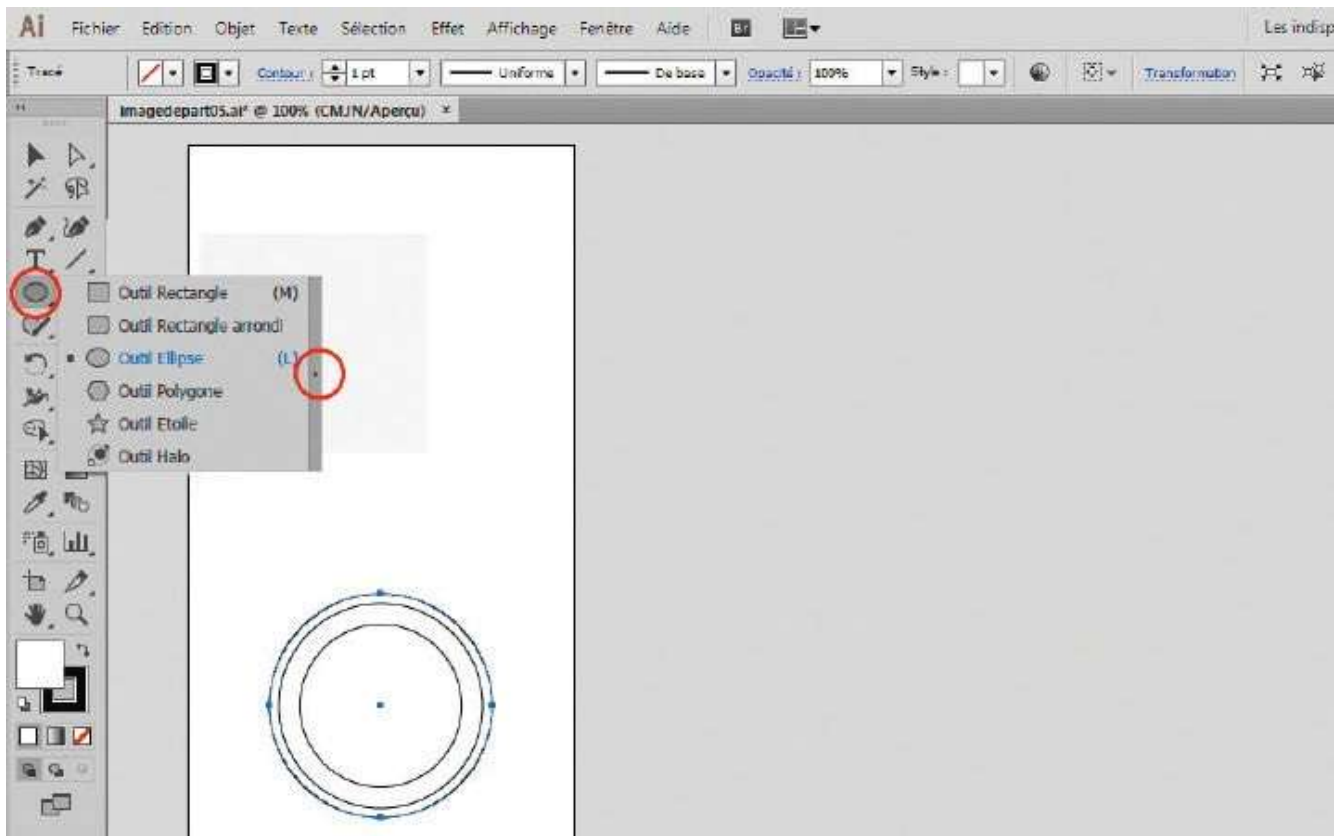 Ai Fichier Edition Objet Texte Sélection Effet Affichage Fenêtre Aide Br Les indisp
Tracé Contour : 1 pt Uniforme De base Opacité : 100% Style : Transformation
imagedepart05.ai* @ 100% (CMJN/Aperçu) ×
Outil Rectangle (M)
Outil Rectangle arrondi
Outil Ellipse (L)
Outil Polygone
Outil Etoile
Outil Halo